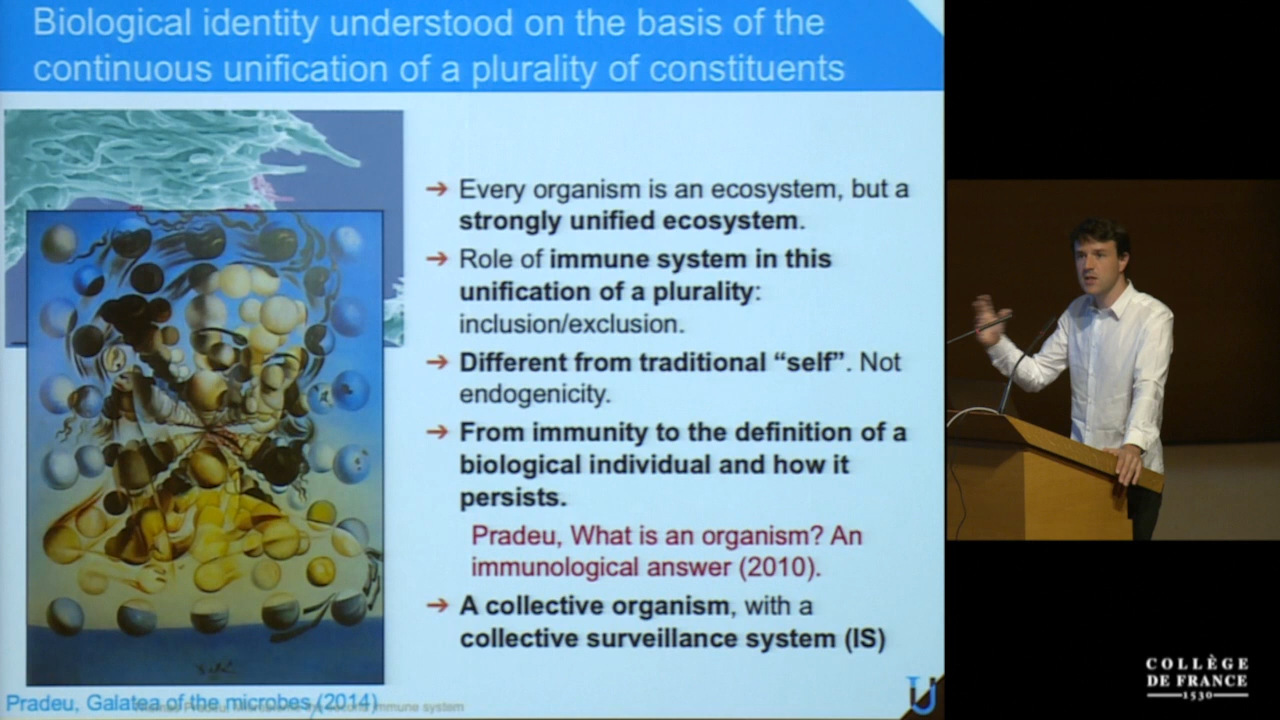 Biological identity understood on the basis of the
continuous unification of a plurality of constituents
→ Every organism is an ecosystem, but a
strongly unified ecosystem.
→ Role of immune system in this
unification of a plurality:
inclusion/exclusion.
→ Different from traditional “self”. Not
endogenicity.
→ From immunity to the definition of a
biological individual and how it
persists.
Pradeu, What is an organism? An
immunological answer (2010).
→ A collective organism, with a
collective surveillance system (IS)
Pradeu, Galatea of the microbes (2014)
immune system
COLLÈGE
DE FRANCE
1530